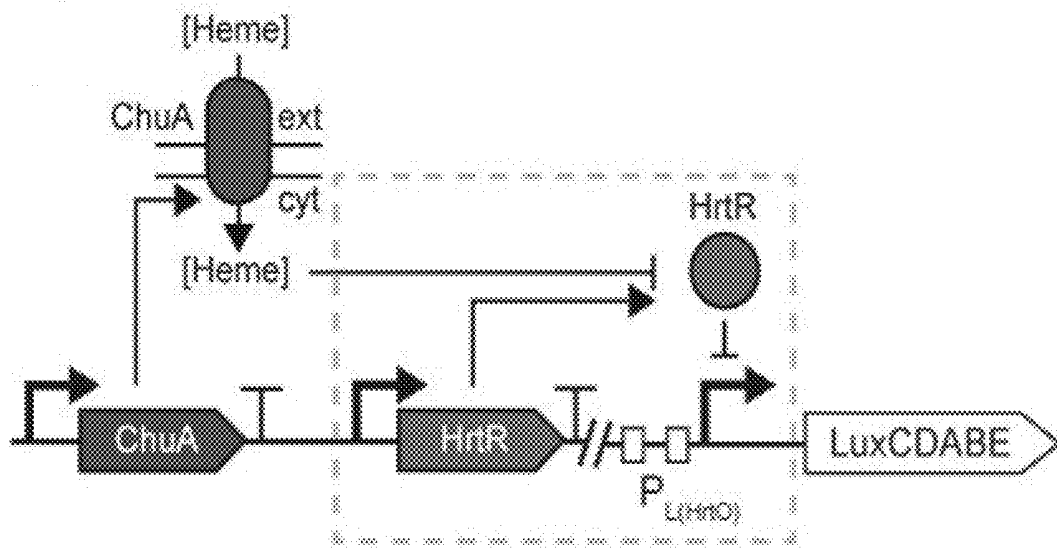 [Heme]
ChuA ext
cyt
HrtR
[Heme]
ChuA
HrtR
LuxCDABE
P L(HrtO)